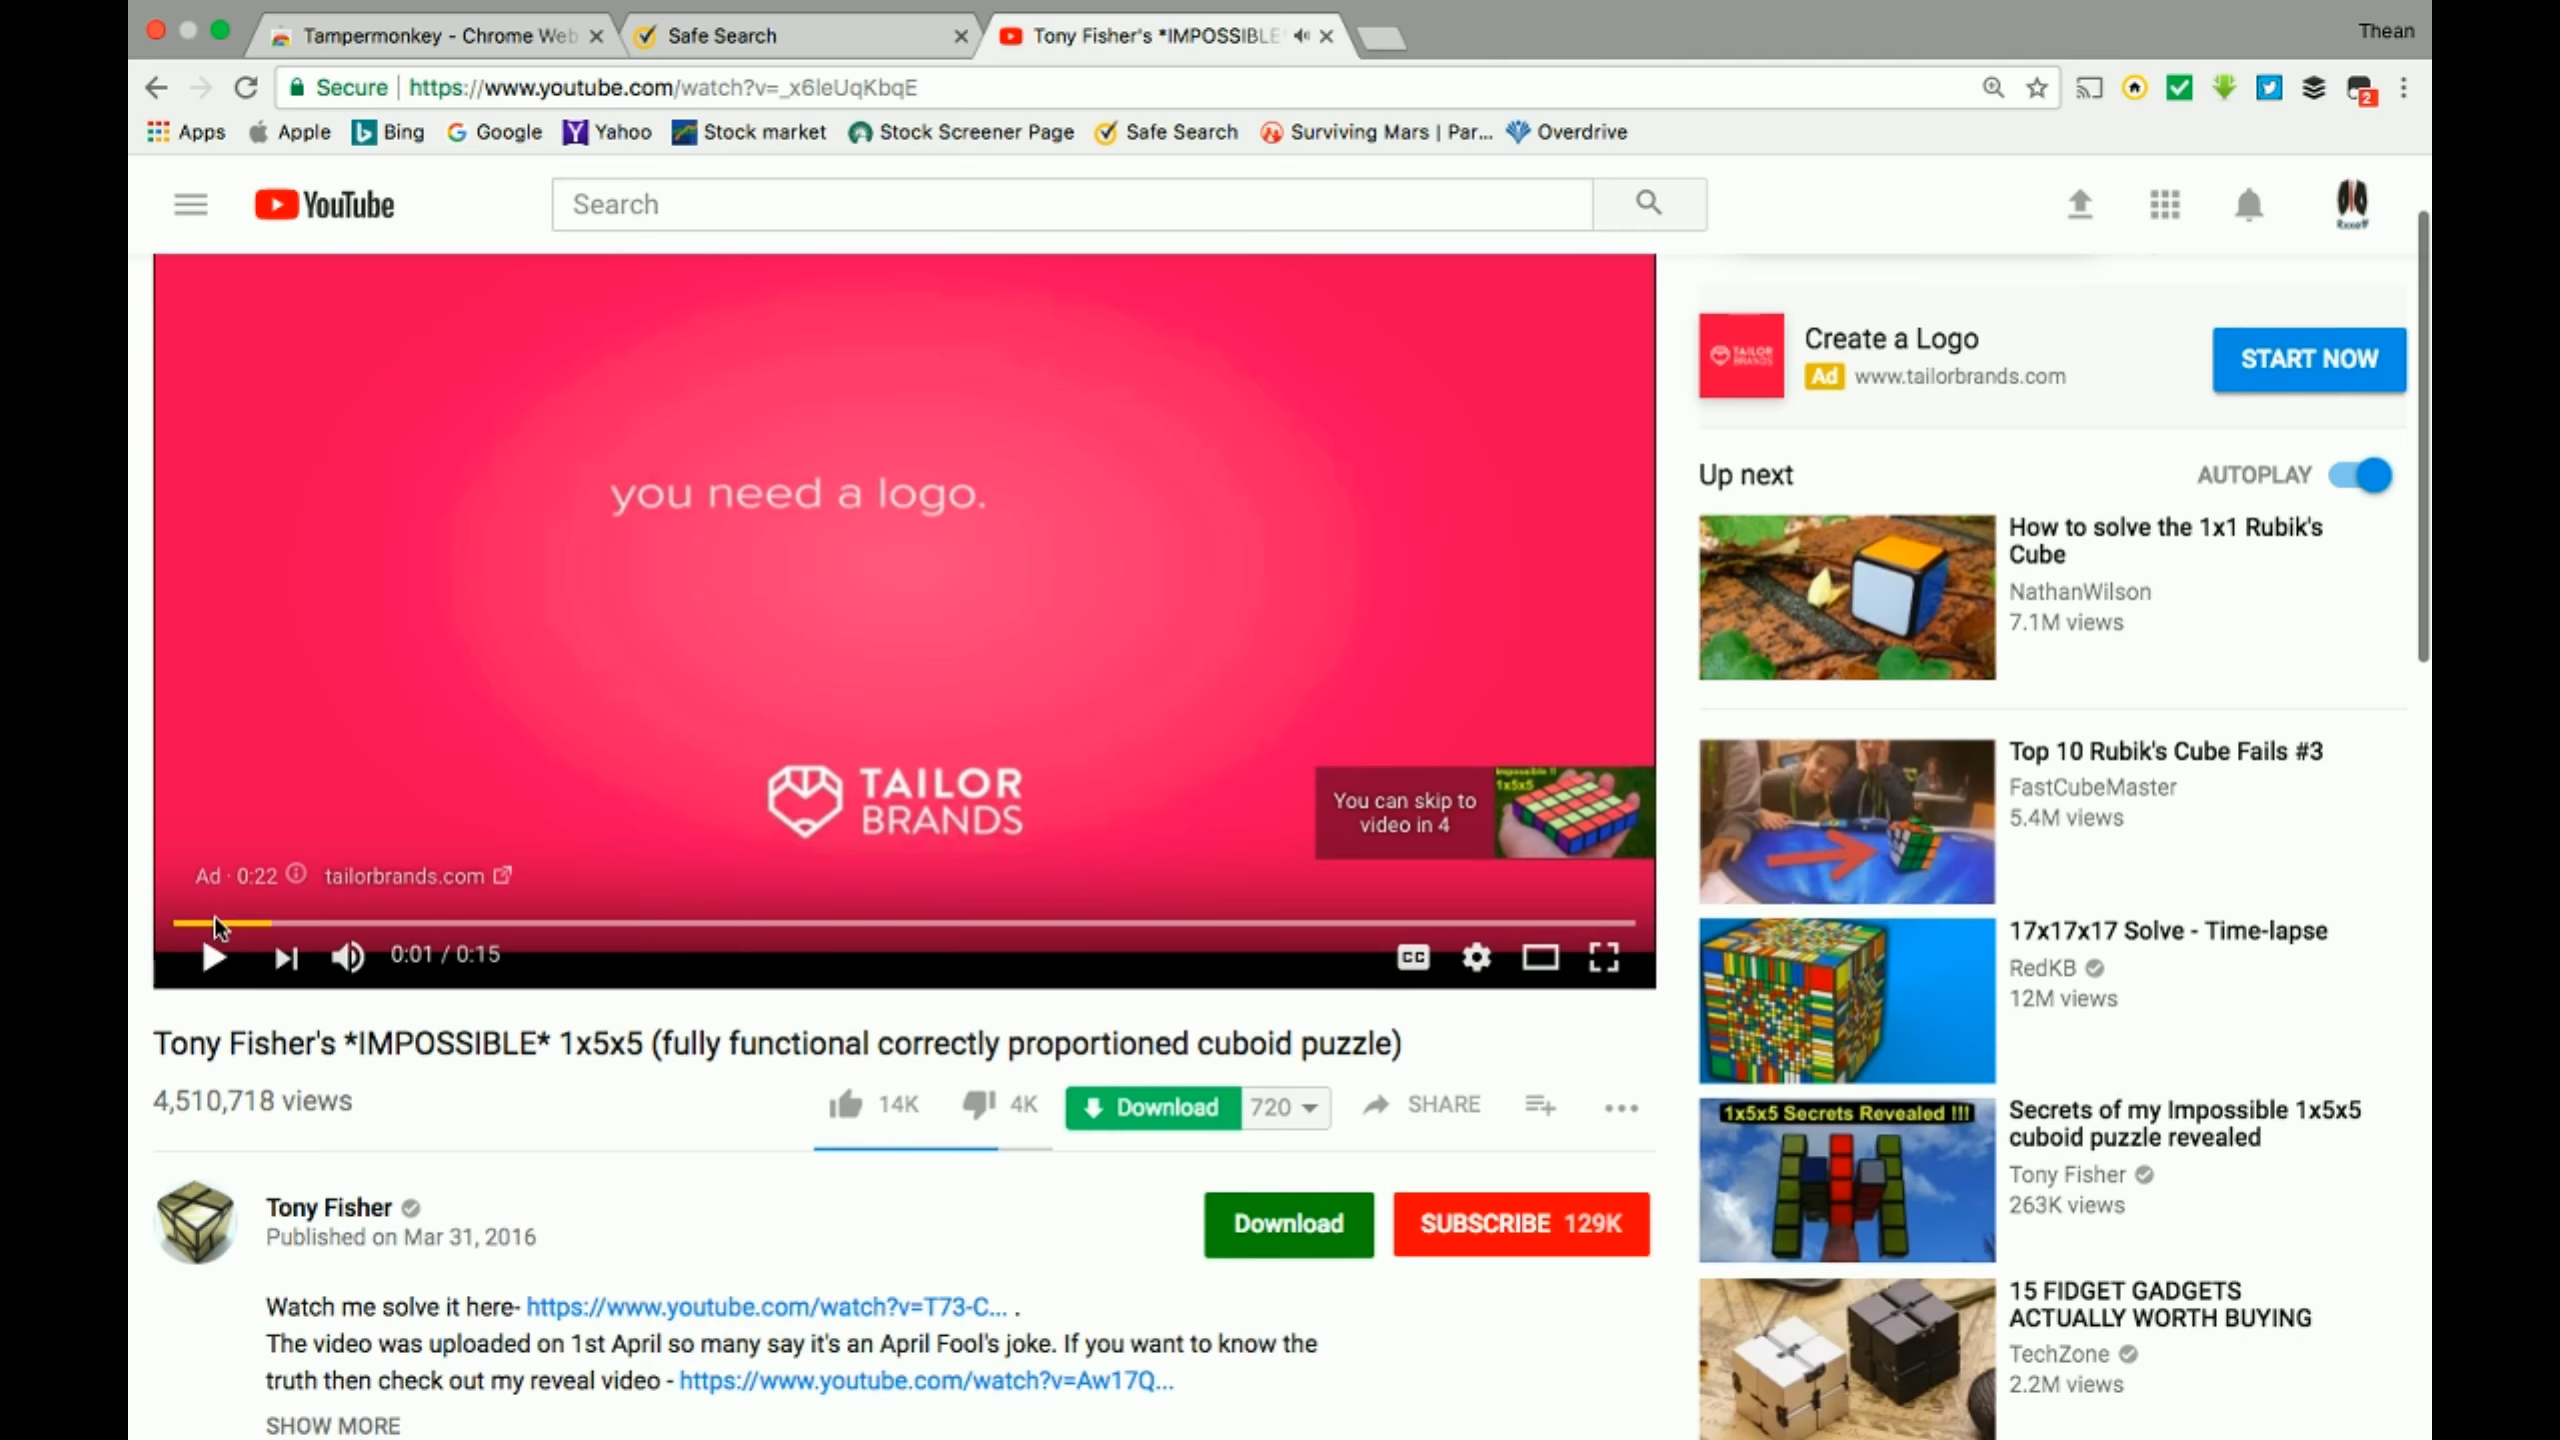 Tampermonkey - Chrome Web
Safe Search
Tony Fisher's *IMPOSSIBLE
Thean
Secure
https://www.youtube.com/watch?v=_x6leUqKbqE
2
Apps
Apple
Bing
Google
Yahoo
Stock market
Stock Screener Page
Safe Search
Surviving Mars | Par...
Overdrive
YouTube
Search
you need a logo.
TAILOR
BRANDS
You can skip to
video in 4
Impossible !!
1x5x5
Ad · 0:22
tailorbrands.com
0:01 / 0:15
CC
TAILOR
BRANDS
Create a Logo
Ad
www.tailorbrands.com
START NOW
Up next
AUTOPLAY
How to solve the 1x1 Rubik's
Cube
NathanWilson
7.1M views
Top 10 Rubik's Cube Fails #3
FastCubeMaster
5.4M views
17x17x17 Solve - Time-lapse
RedKB
12M views
1x5x5 Secrets Revealed !!!
Secrets of my Impossible 1x5x5
cuboid puzzle revealed
Tony Fisher
263K views
15 FIDGET GADGETS
ACTUALLY WORTH BUYING
TechZone
2.2M views
Tony Fisher's *IMPOSSIBLE* 1x5x5 (fully functional correctly proportioned cuboid puzzle)
4,510,718 views
14K
4K
Download
720
SHARE
Tony Fisher
Published on Mar 31, 2016
Download
SUBSCRIBE 129K
Watch me solve it here- https://www.youtube.com/watch?v=T73-C... .
The video was uploaded on 1st April so many say it's an April Fool's joke. If you want to know the
truth then check out my reveal video - https://www.youtube.com/watch?v=Aw17Q...
SHOW MORE